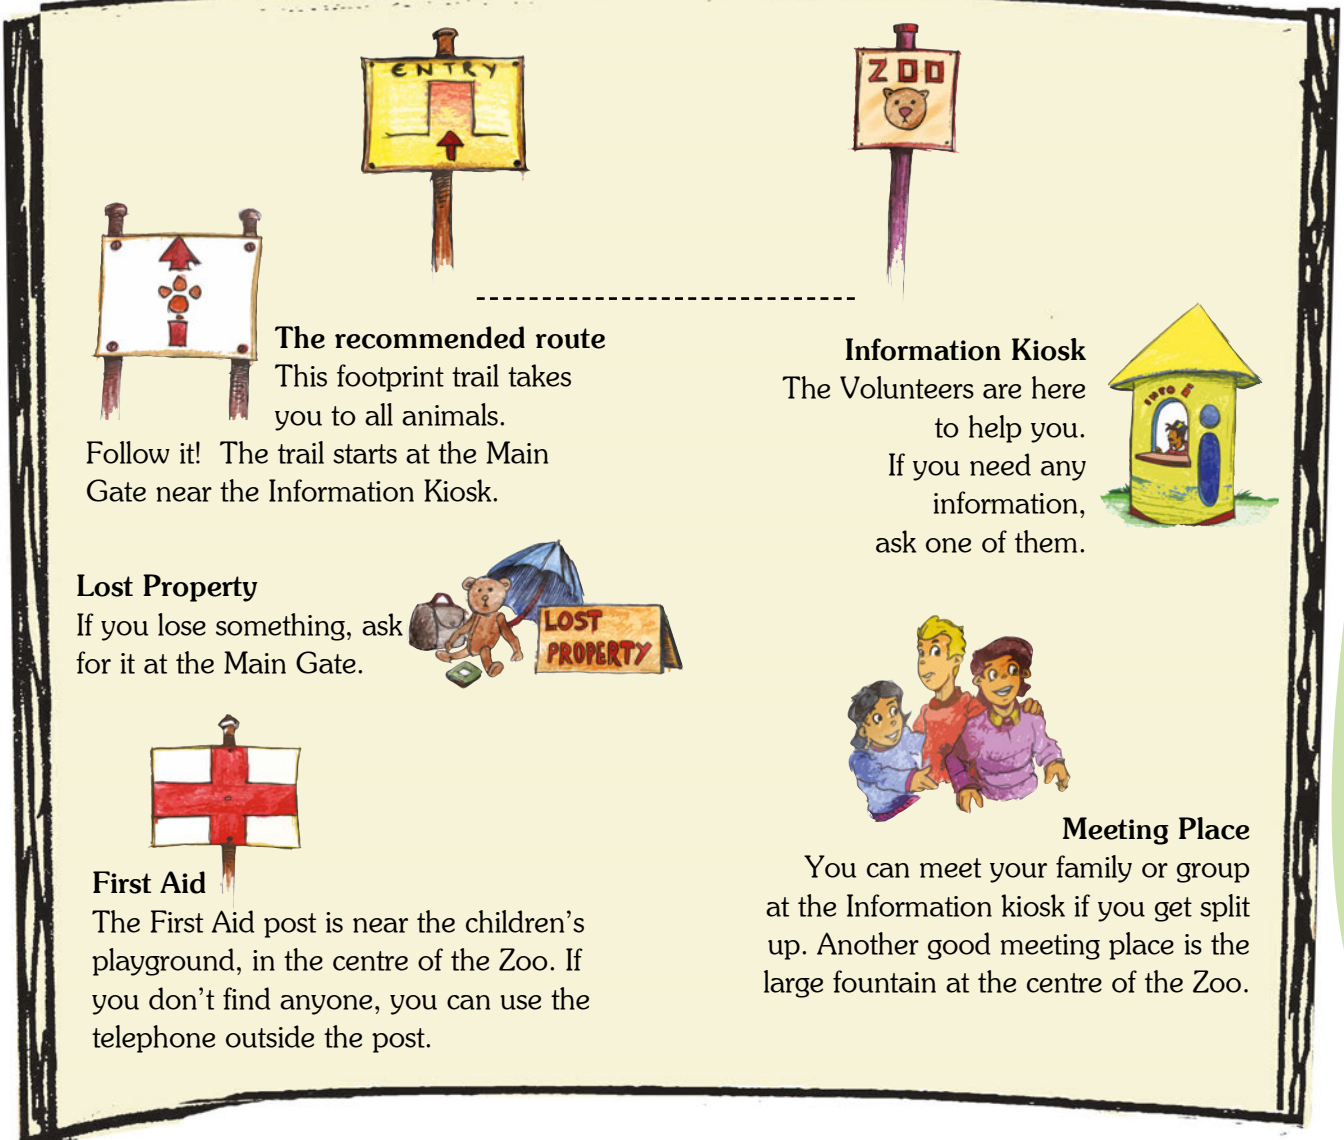 ENTRY
ZOO
The recommended route
This footprint trail takes
you to all animals.
Follow it! The trail starts at the Main
Gate near the Information Kiosk.
Information Kiosk
The Volunteers are here
to help you.
If you need any
information,
ask one of them.
INFO
i
Lost Property
If you lose something, ask
for it at the Main Gate.
LOST
PROPERTY
First Aid
The First Aid post is near the children's
playground, in the centre of the Zoo. If
you don't find anyone, you can use the
telephone outside the post.
Meeting Place
You can meet your family or group
at the Information kiosk if you get split
up. Another good meeting place is the
large fountain at the centre of the Zoo.